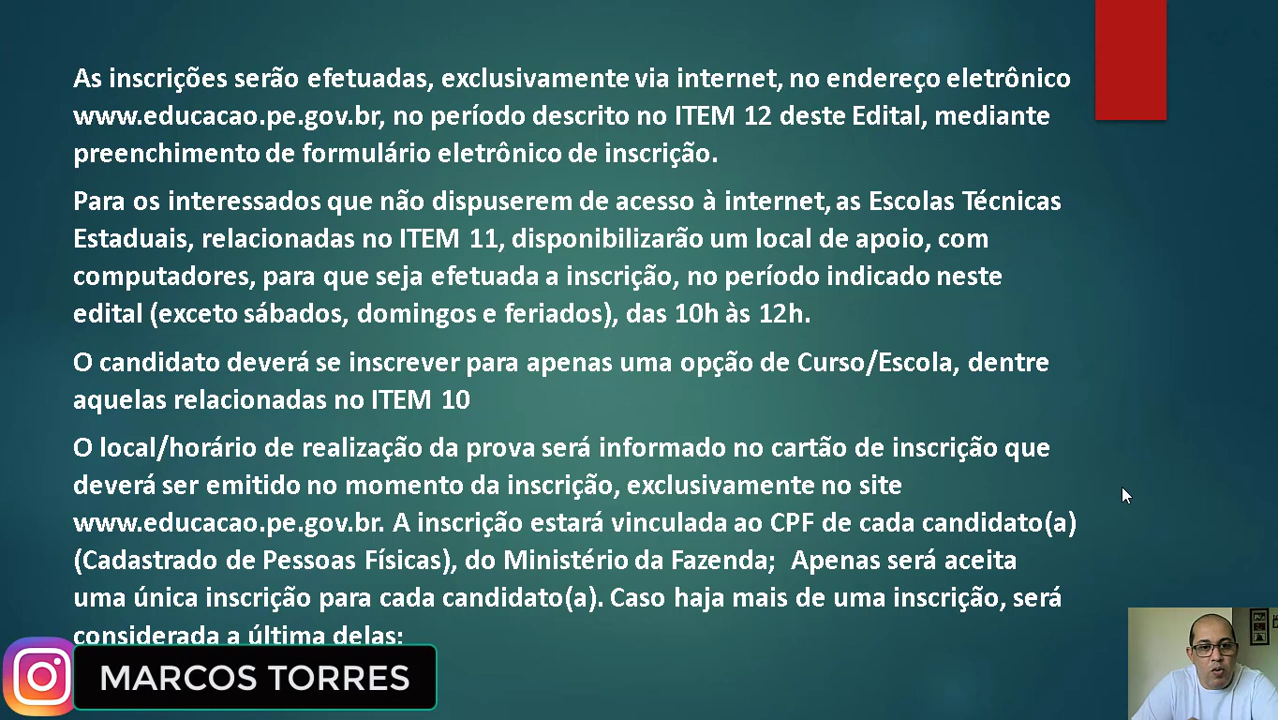 As inscrições serão efetuadas, exclusivamente via internet, no endereço eletrônico
www.educacao.pe.gov.br, no período descrito no ITEM 12 deste Edital, mediante
preenchimento de formulário eletrônico de inscrição.
Para os interessados que não dispuserem de acesso à internet, as Escolas Técnicas
Estaduais, relacionadas no ITEM 11, disponibilizarão um local de apoio, com
computadores, para que seja efetuada a inscrição, no período indicado neste
edital (exceto sábados, domingos e feriados), das 10h às 12h.
O candidato deverá se inscrever para apenas uma opção de Curso/Escola, dentre
aquelas relacionadas no ITEM 10
O local/horário de realização da prova será informado no cartão de inscrição que
deverá ser emitido no momento da inscrição, exclusivamente no site
www.educacao.pe.gov.br. A inscrição estará vinculada ao CPF de cada candidato(a)
(Cadastrado de Pessoas Físicas), do Ministério da Fazenda; Apenas será aceita
uma única inscrição para cada candidato(a). Caso haja mais de uma inscrição, será
considerada a última delas;
MARCOS TORRES